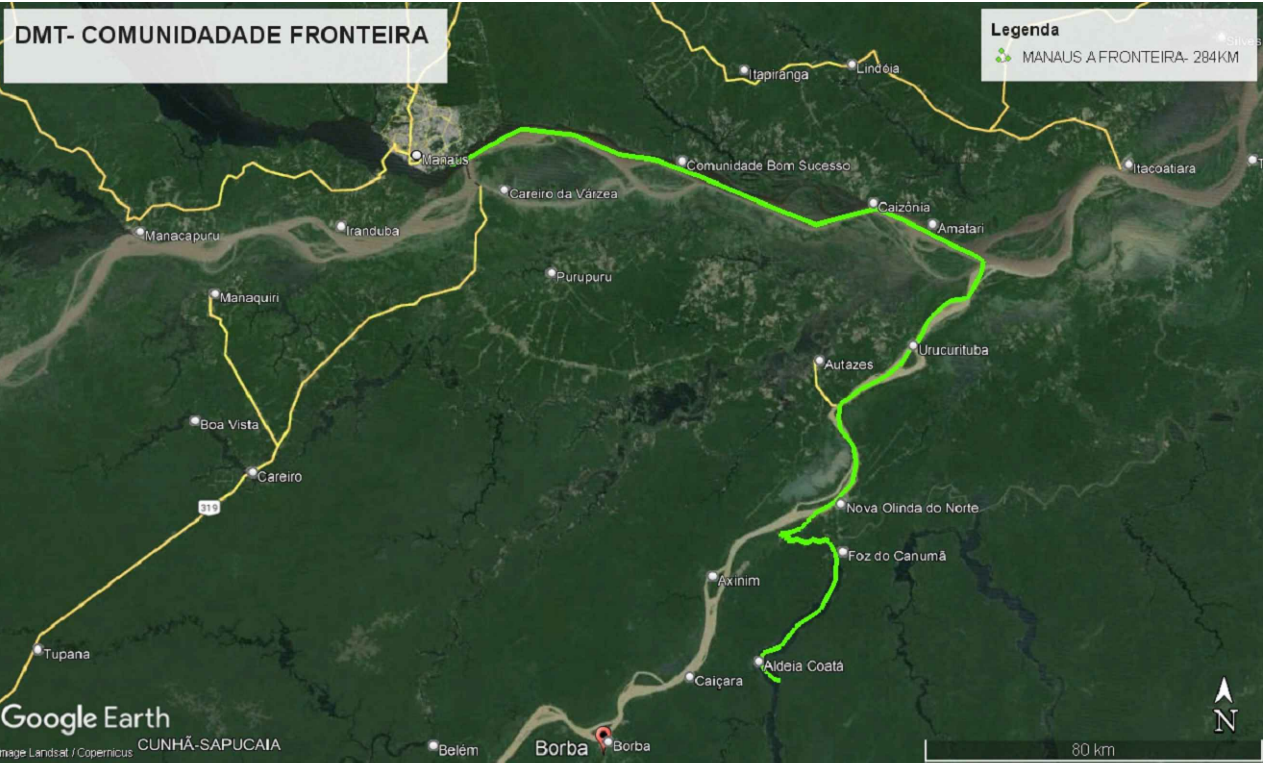 DMT- COMUNIDADADE FRONTEIRA
Legenda
MANAUS A FRONTEIRA- 284KM
Silves
Itapiranga
Lindóia
Manaus
Comunidade Bom Sucesso
Itacoatiara
T
Careiro da Várzea
Caizônia
Manacapuru
Iranduba
Amatari
Purupuru
Manaquiri
Urucurituba
Autazes
Boa Vista
Careiro
319
Nova Olinda do Norte
Foz do Canumã
Axinim
Tupana
Aldeia Coatá
Caiçara
Google Earth
mage Landsat / Copernicus
CUNHÃ-SAPUCAIA
Belém
Borba
Borba
N
80 km